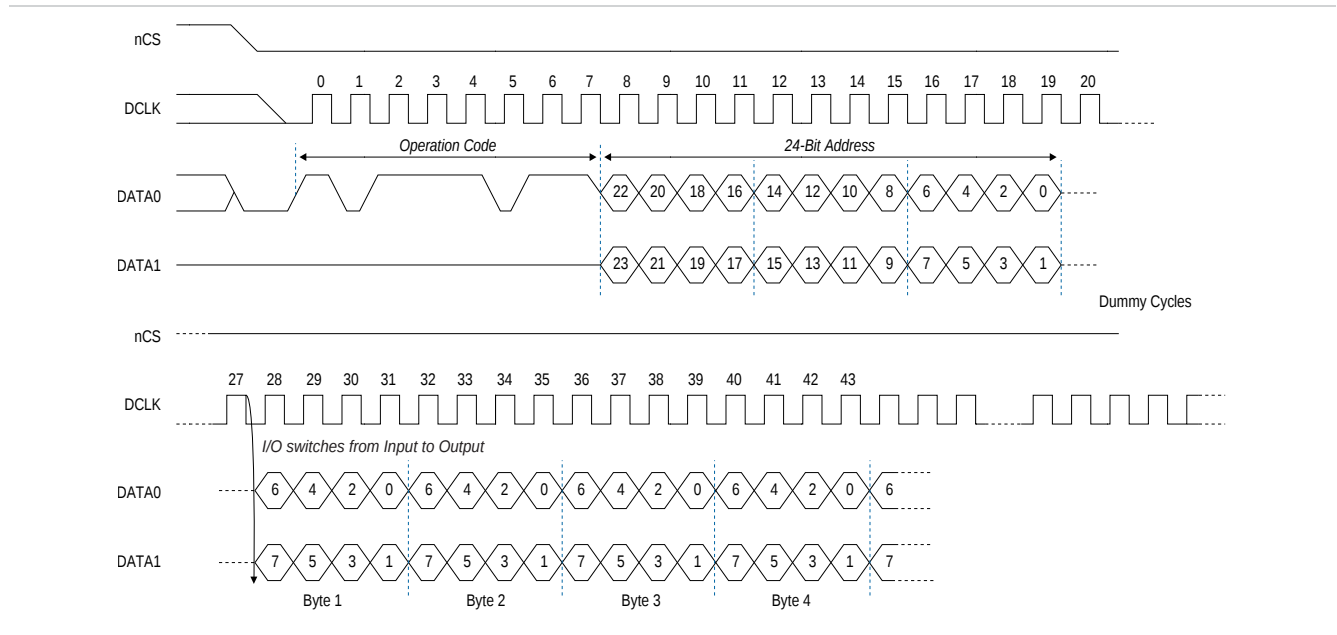 nCS
0 1 2 3 4 5 6 7 8 9 10 11 12 13 14 15 16 17 18 19 20
DCLK
Operation Code 24-Bit Address
DATA0 22 20 18 16 14 12 10 8 6 4 2 0
DATA1 23 21 19 17 15 13 11 9 7 5 3 1
Dummy Cycles
nCS
27 28 29 30 31 32 33 34 35 36 37 38 39 40 41 42 43
DCLK
I/O switches from Input to Output
DATA0 6 4 2 0 6 4 2 0 6 4 2 0 6 4 2 0 6
DATA1 7 5 3 1 7 5 3 1 7 5 3 1 7 5 3 1 7
Byte 1 Byte 2 Byte 3 Byte 4